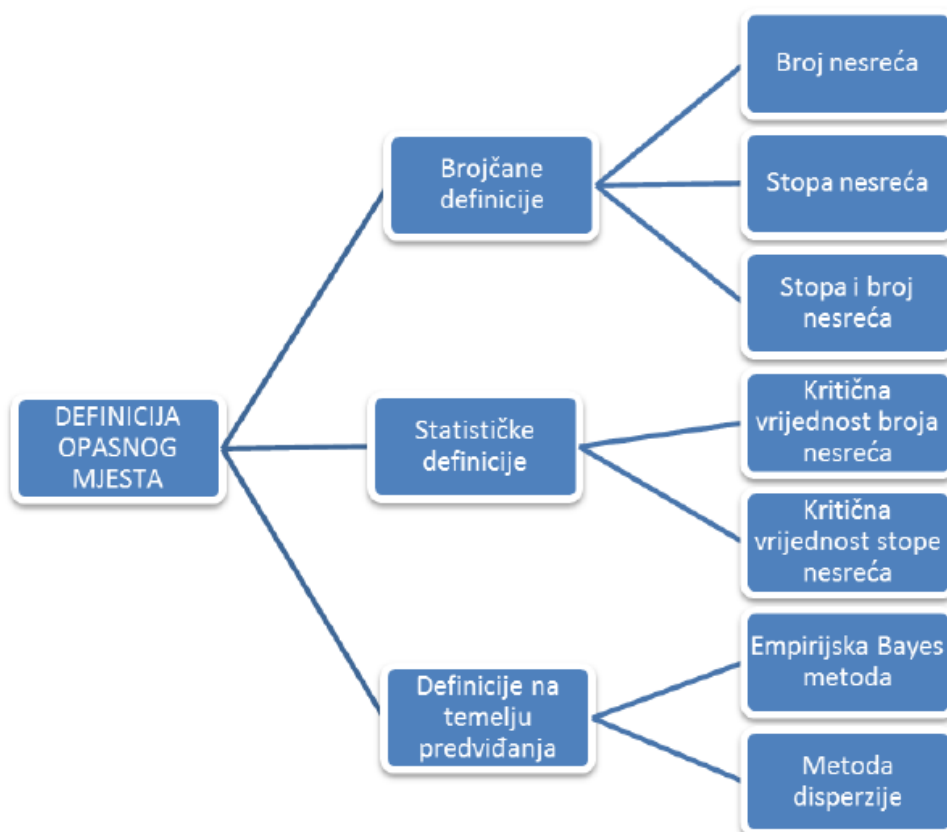 Broj nesreća
Brojčane
definicije
Stopa nesreća
Stopa i broj
nesreća
DEFINICIJA
OPASNOG
MJESTA
Statističke
definicije
Kritična
vrijednost broja
nesreća
Kritična
vrijednost stope
nesreća
Definicije na
temelju
predviđanja
Empirijska Bayes
metoda
Metoda
disperzije